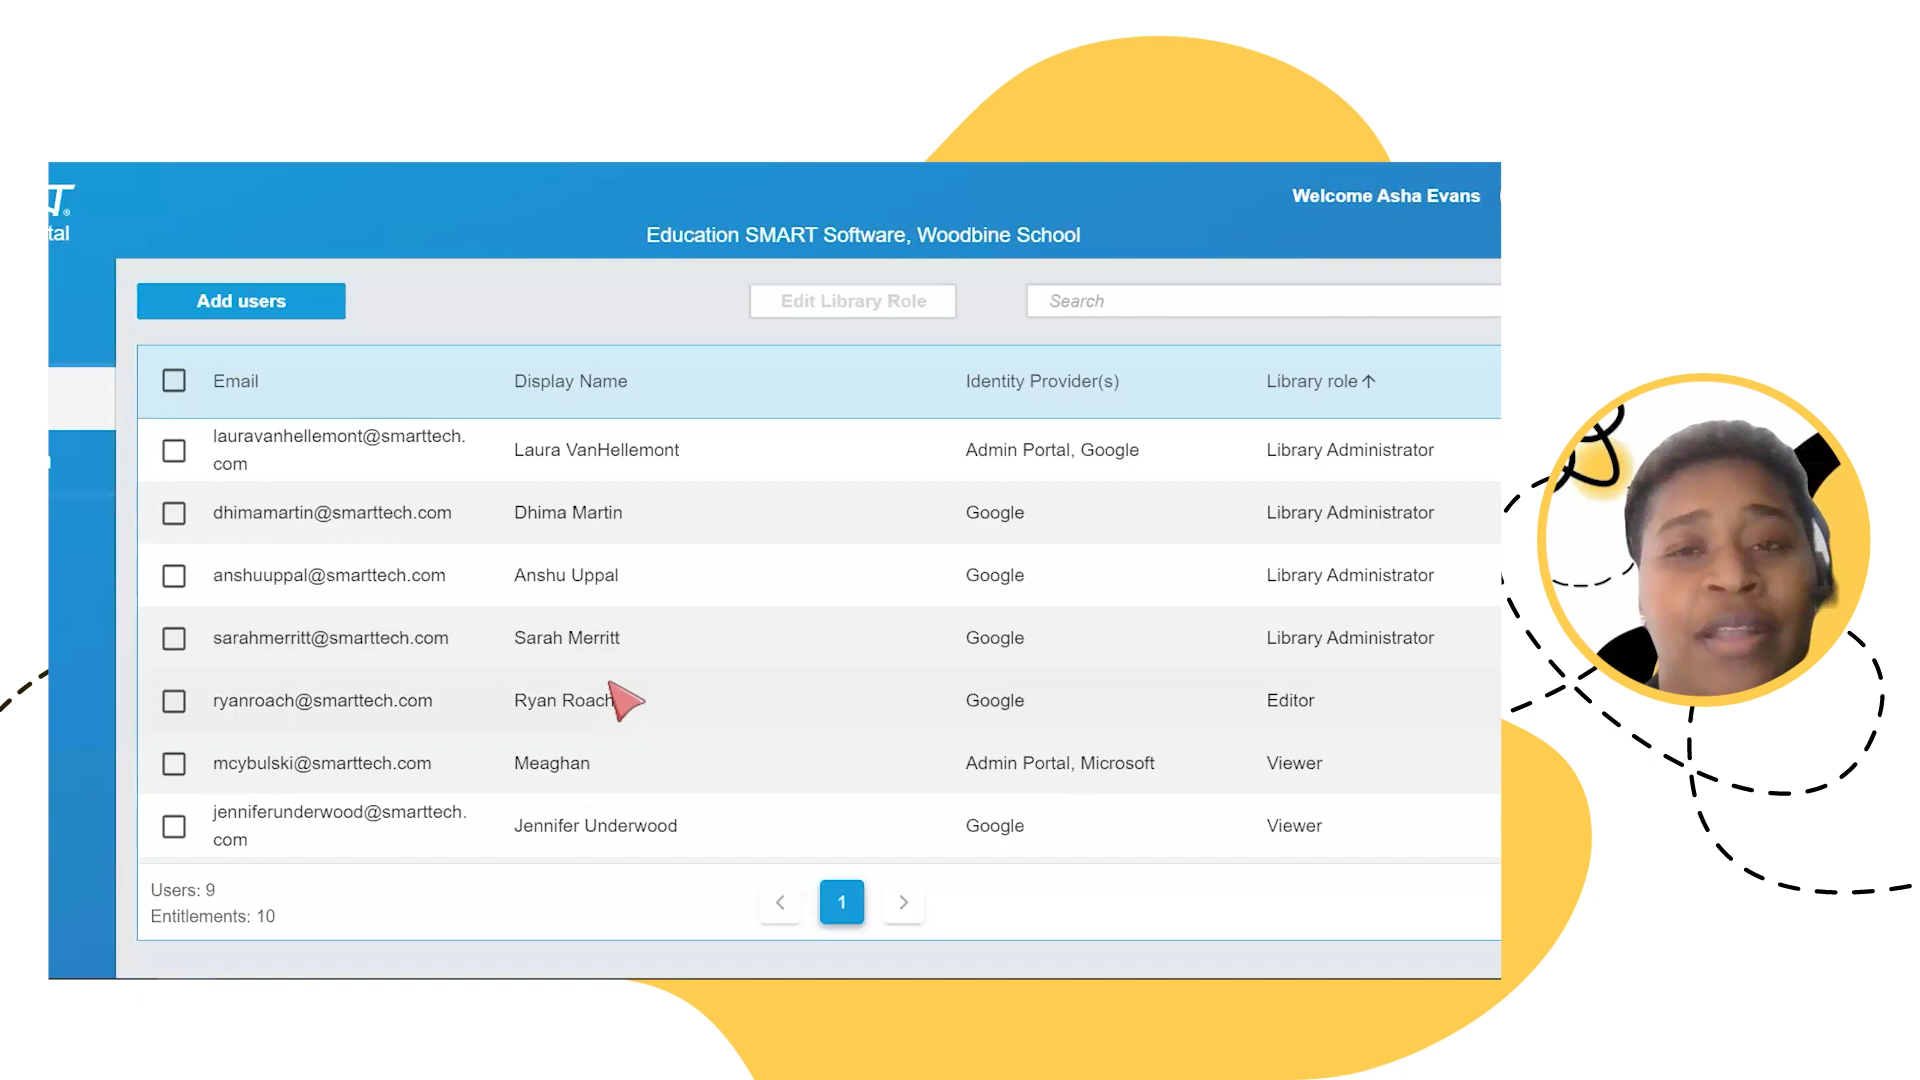 T®
tal
Welcome Asha Evans
Education SMART Software, Woodbine School
Add users
Edit Library Role
Search
Email Display Name Identity Provider(s) Library role
lauravanhellemont@smarttech.
com
Laura VanHellemont Admin Portal, Google Library Administrator
dhimamartin@smarttech.com Dhima Martin Google Library Administrator
anshuuppal@smarttech.com Anshu Uppal Google Library Administrator
sarahmerritt@smarttech.com Sarah Merritt Google Library Administrator
ryanroach@smarttech.com Ryan Roach Google Editor
mcybulski@smarttech.com Meaghan Admin Portal, Microsoft Viewer
jenniferunderwood@smarttech.
com
Jennifer Underwood Google Viewer
Users: 9
Entitlements: 10
1